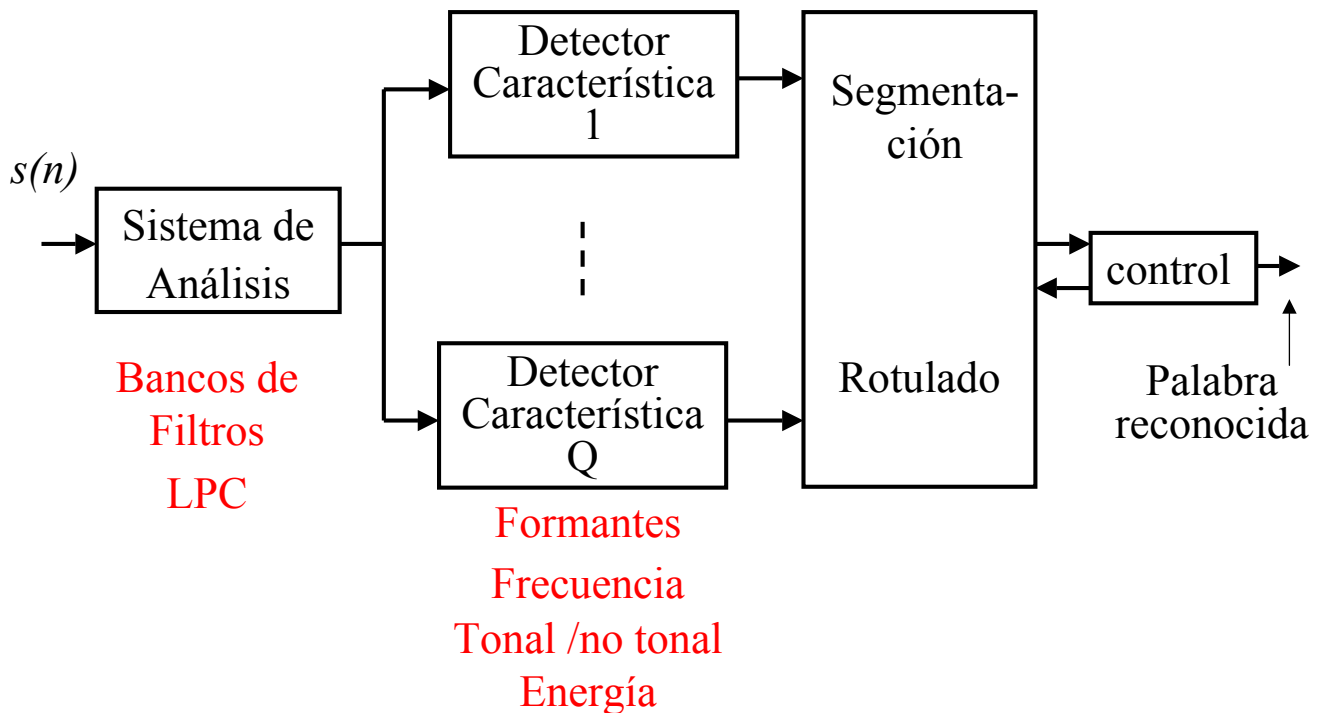 s(n)
Sistema de
Análisis
Bancos de
Filtros
LPC
Detector
Característica
1
Detector
Característica
Q
Formantes
Frecuencia
Tonal /no tonal
Energía
Segmenta-
ción
Rotulado
control
Palabra
reconocida